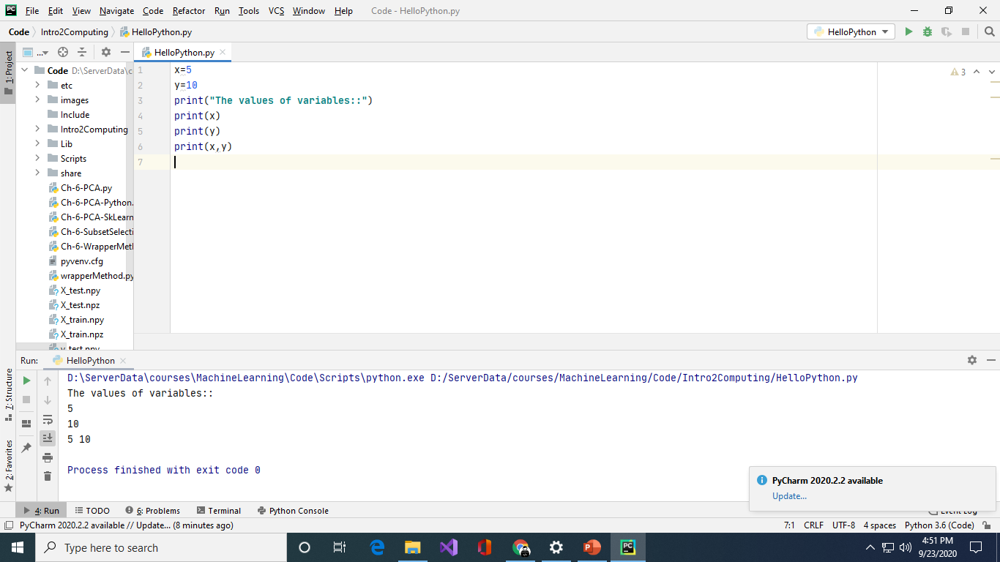 File Edit View Navigate Code Refactor Run Tools VCS Window Help Code - HelloPython.py
Code Intro2Computing HelloPython.py HelloPython
1: Project
... HelloPython.py
Code D:\ServerData\c
etc
images
Include
Intro2Computing
Lib
Scripts
share
Ch-6-PCA.py
Ch-6-PCA-Python.
Ch-6-PCA-SkLearn
Ch-6-SubsetSelecti
Ch-6-WrapperMeth
pyvenv.cfg
wrapperMethod.py
X_test.npy
X_test.npz
X_train.npy
X_train.npz
y_test.npy
1 x=5
2 y=10
3 print("The values of variables::")
4 print(x)
5 print(y)
6 print(x,y)
7
3
Run: HelloPython
7: Structure
2: Favorites
D:\ServerData\courses\MachineLearning\Code\Scripts\python.exe D:/ServerData/courses/MachineLearning/Code/Intro2Computing/HelloPython.py
The values of variables::
5
10
5 10
Process finished with exit code 0
PyCharm 2020.2.2 available
Update...
4: Run TODO 6: Problems Terminal Python Console Event Log
PyCharm 2020.2.2 available // Update... (8 minutes ago) 7:1 CRLF UTF-8 4 spaces Python 3.6 (Code)
Type here to search
4:51 PM
9/23/2020